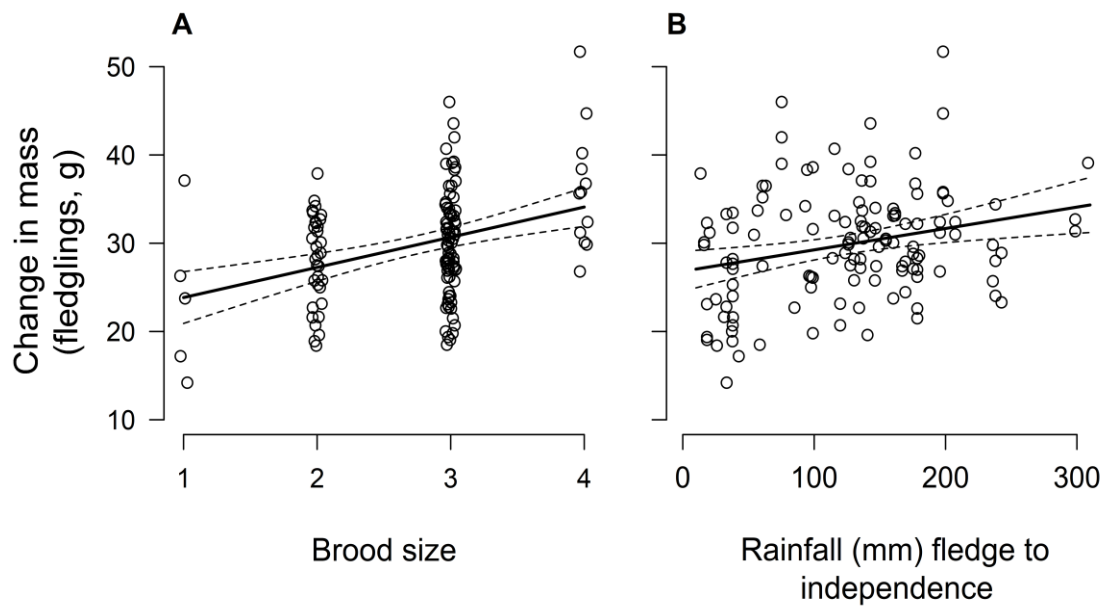 A
B
Change in mass
(fledglings, g)
50
40
30
20
10
1 2 3 4
0 100 200 300
Brood size
Rainfall (mm) fledge to
independence